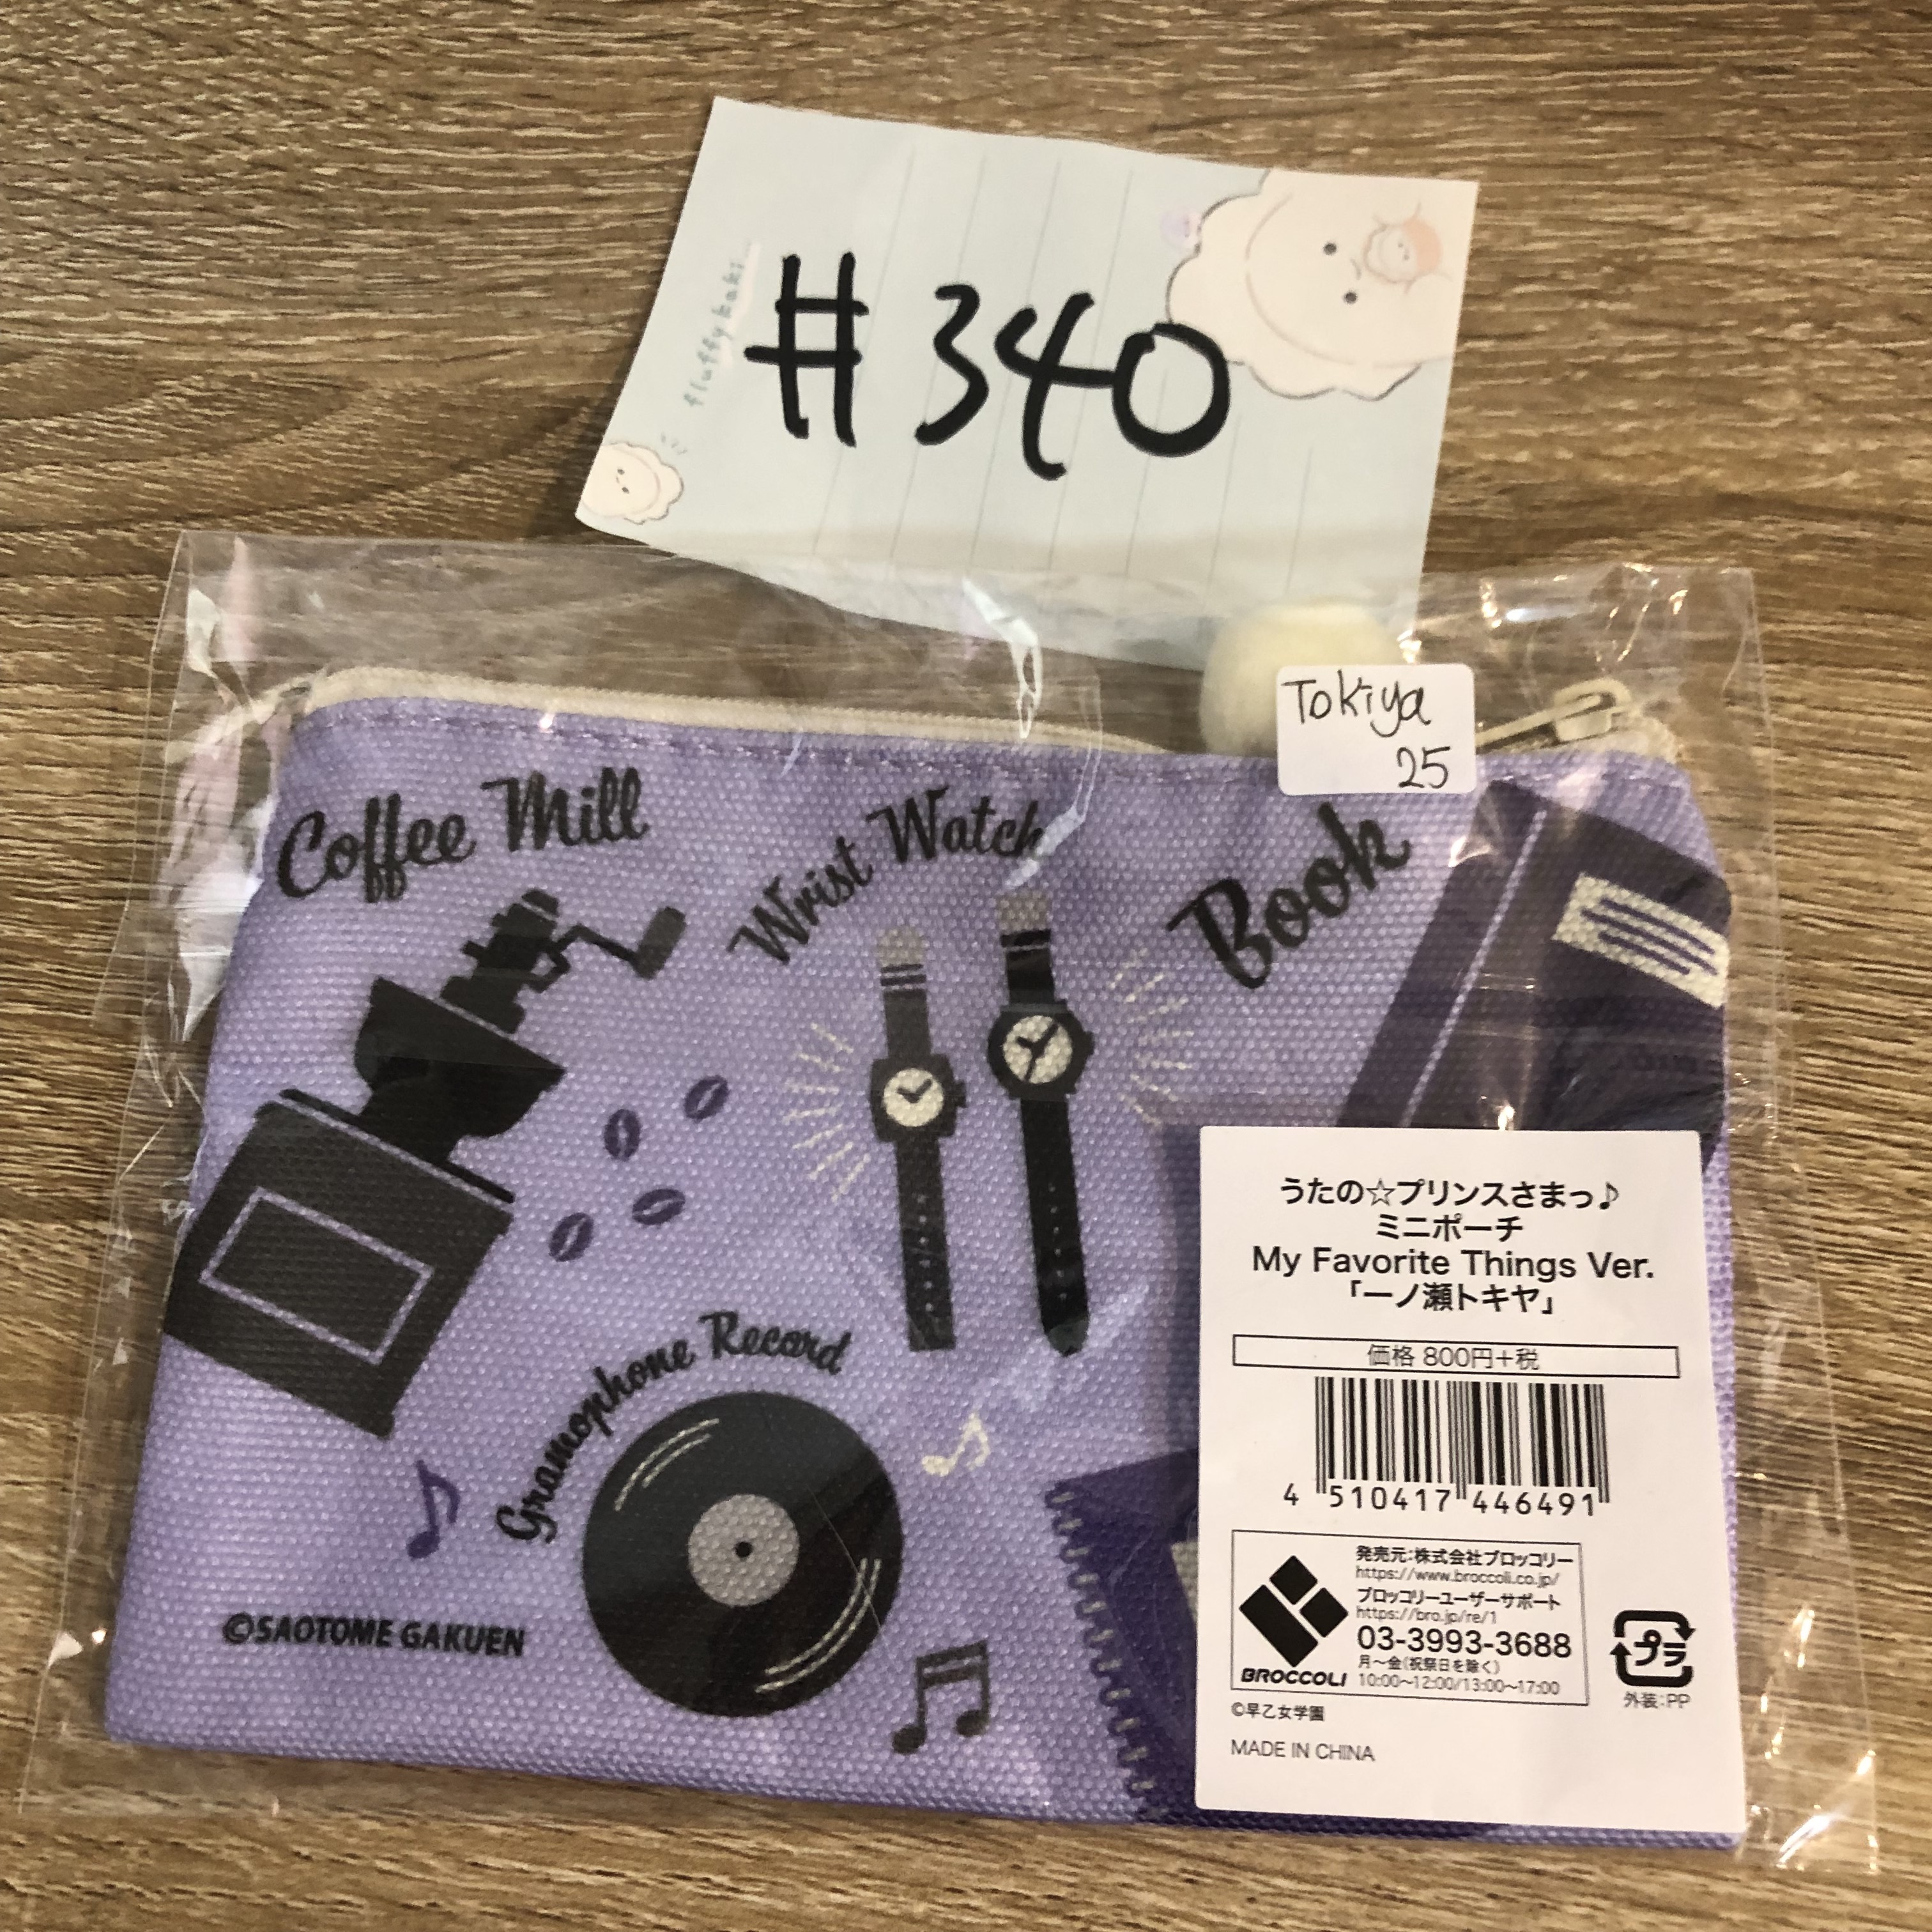 fluffy kaki...
#340
Tokiya
25
Coffee Mill
Wrist Watch
Book
Gramophone Record
©SAOTOME GAKUEN
うたの☆プリンスさまっ♪
ミニポーチ
My Favorite Things Ver.
「一ノ瀬トキヤ」
価格 800円+税
4 510417 446491
発売元:株式会社ブロッコリー
https://www.broccoli.co.jp/
ブロッコリーユーザーサポート
https://bro.jp/re/1
03-3993-3688
月〜金(祝祭日を除く)
10:00〜12:00/13:00〜17:00
BROCCOLI
プラ
外装:PP
©早乙女学園
MADE IN CHINA